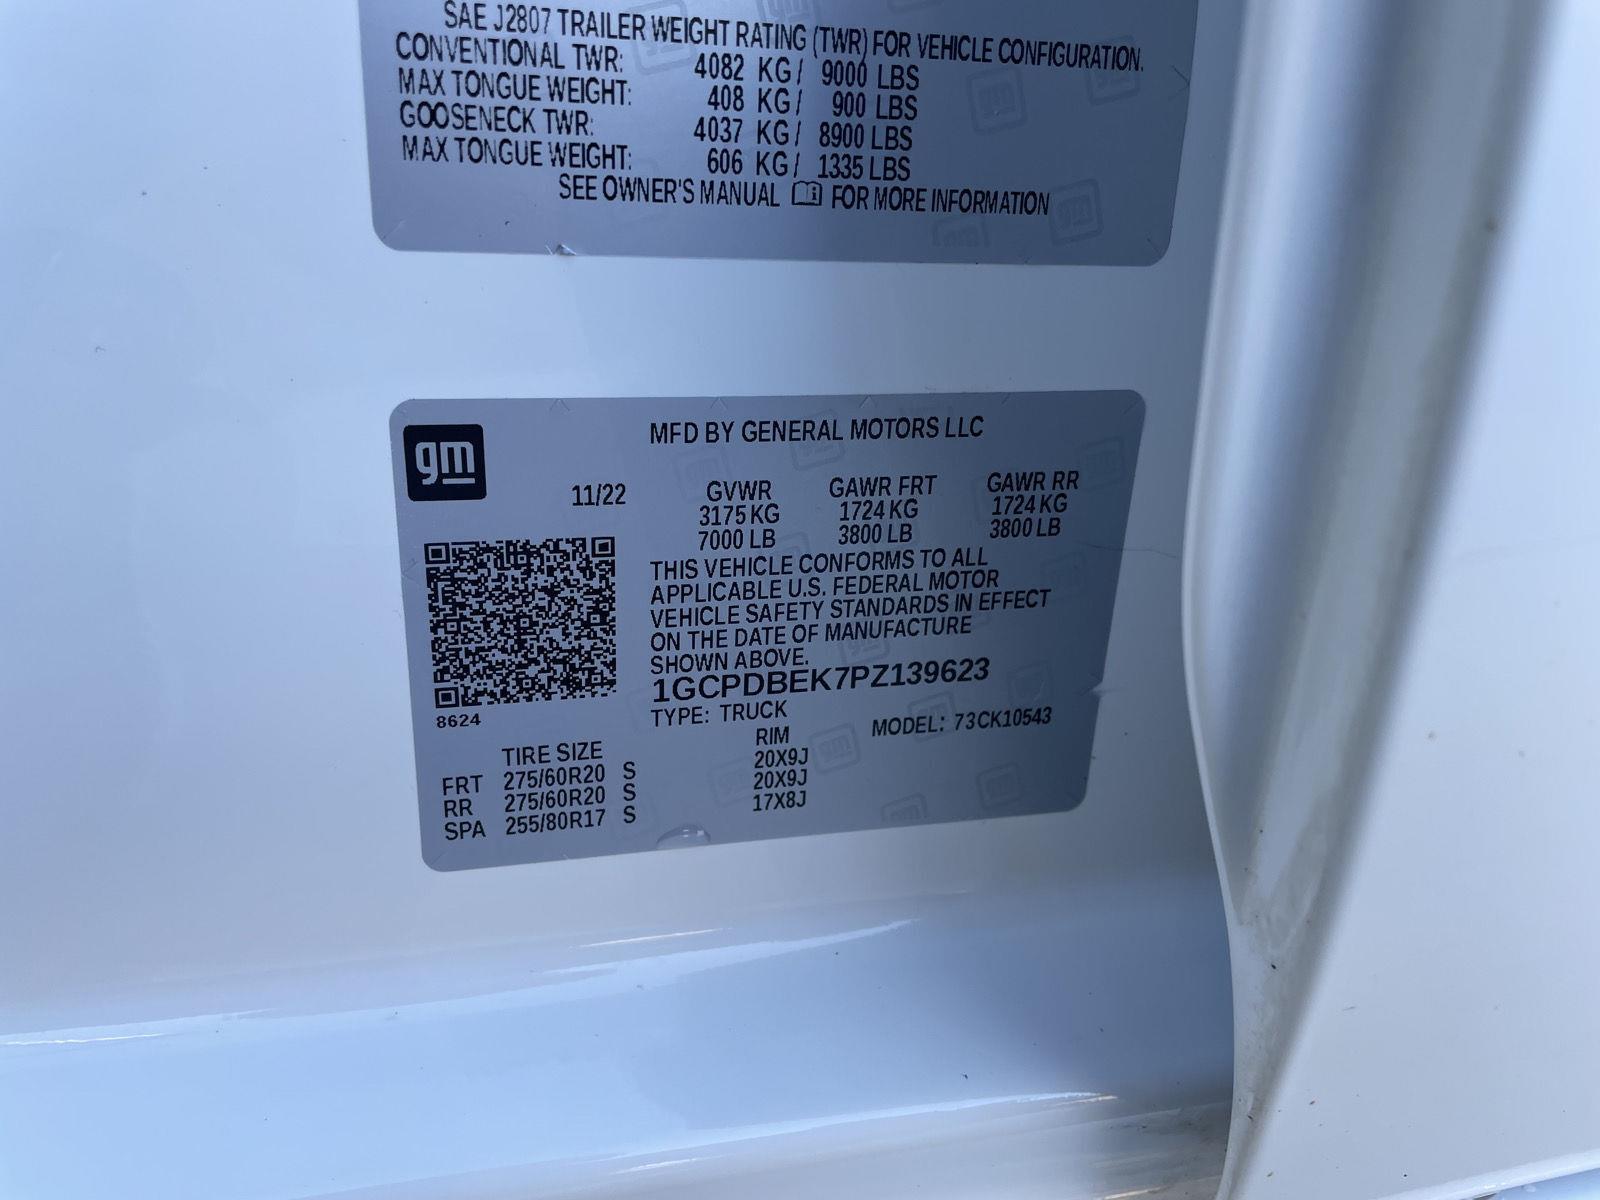 SAE J2807 TRAILER WEIGHT RATING (TWR) FOR VEHICLE CONFIGURATION.
CONVENTIONAL TWR: 4082 KG/ 9000 LBS
MAX TONGUE WEIGHT: 408 KG/ 900 LBS
GOOSENECK TWR: 4037 KG/ 8900 LBS
MAX TONGUE WEIGHT: 606 KG/ 1335 LBS
SEE OWNER'S MANUAL FOR MORE INFORMATION
gm
MFD BY GENERAL MOTORS LLC
11/22 GVWR GAWR FRT GAWR RR
3175 KG 1724 KG 1724 KG
7000 LB 3800 LB 3800 LB
THIS VEHICLE CONFORMS TO ALL
APPLICABLE U.S. FEDERAL MOTOR
VEHICLE SAFETY STANDARDS IN EFFECT
ON THE DATE OF MANUFACTURE
SHOWN ABOVE.
1GCPDBEK7PZ139623
8624
TYPE: TRUCK MODEL: 73CK10543
TIRE SIZE RIM
FRT 275/60R20 S 20X9J
RR 275/60R20 S 20X9J
SPA 255/80R17 S 17X8J